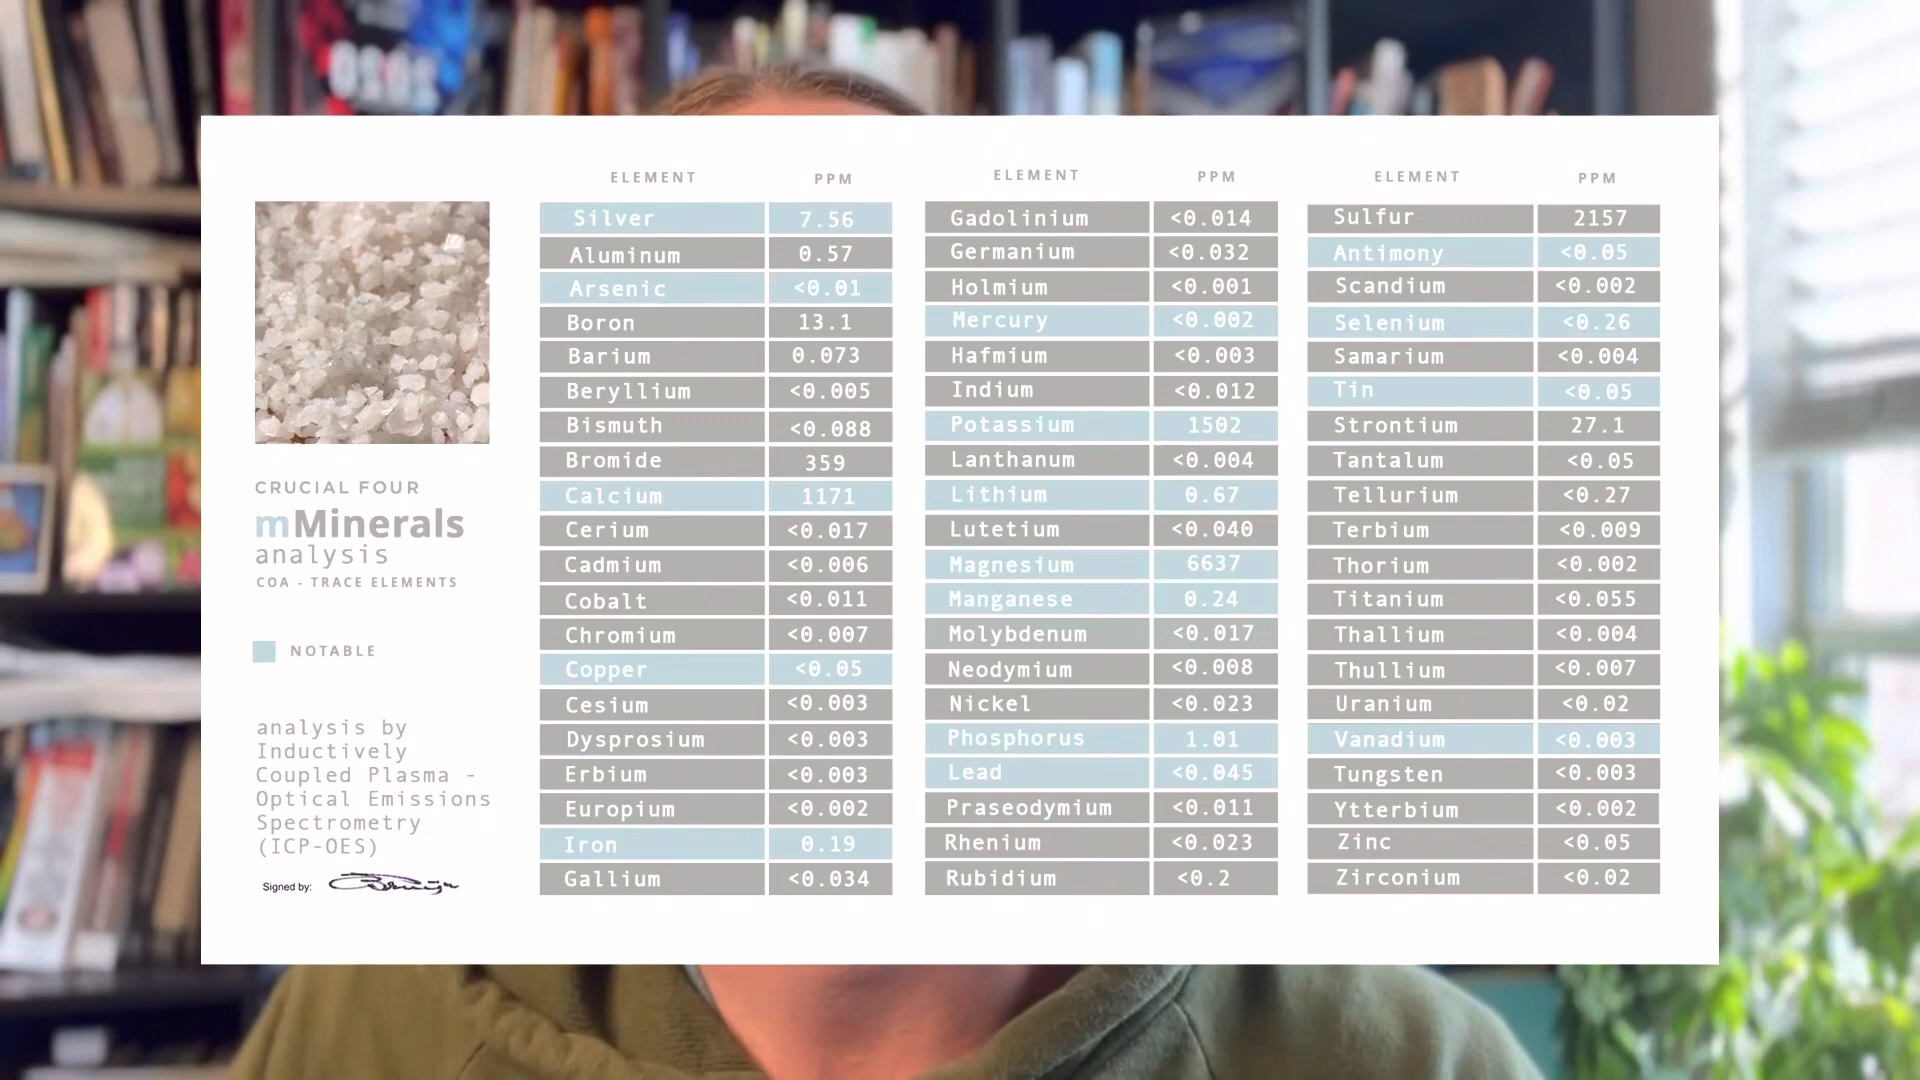 ELEMENT PPM
Silver 7.56
Aluminum 0.57
Arsenic <0.01
Boron 13.1
Barium 0.073
Beryllium <0.005
Bismuth <0.088
Bromide 359
Calcium 1171
Cerium <0.017
Cadmium <0.006
Cobalt <0.011
Chromium <0.007
Copper <0.05
Cesium <0.003
Dysprosium <0.003
Erbium <0.003
Europium <0.002
Iron 0.19
Gallium <0.034
ELEMENT PPM
Gadolinium <0.014
Germanium <0.032
Holmium <0.001
Mercury <0.002
Hafmium <0.003
Indium <0.012
Potassium 1502
Lanthanum <0.004
Lithium 0.67
Lutetium <0.040
Magnesium 6637
Manganese 0.24
Molybdenum <0.017
Neodymium <0.008
Nickel <0.023
Phosphorus 1.01
Lead <0.045
Praseodymium <0.011
Rhenium <0.023
Rubidium <0.2
ELEMENT PPM
Sulfur 2157
Antimony <0.05
Scandium <0.002
Selenium <0.26
Samarium <0.004
Tin <0.05
Strontium 27.1
Tantalum <0.05
Tellurium <0.27
Terbium <0.009
Thorium <0.002
Titanium <0.055
Thallium <0.004
Thullium <0.007
Uranium <0.02
Vanadium <0.003
Tungsten <0.003
Ytterbium <0.002
Zinc <0.05
Zirconium <0.02
CRUCIAL FOUR
mMinerals
analysis
COA - TRACE ELEMENTS
NOTABLE
analysis by
Inductively
Coupled Plasma -
Optical Emissions
Spectrometry
(ICP-OES)
Signed by: